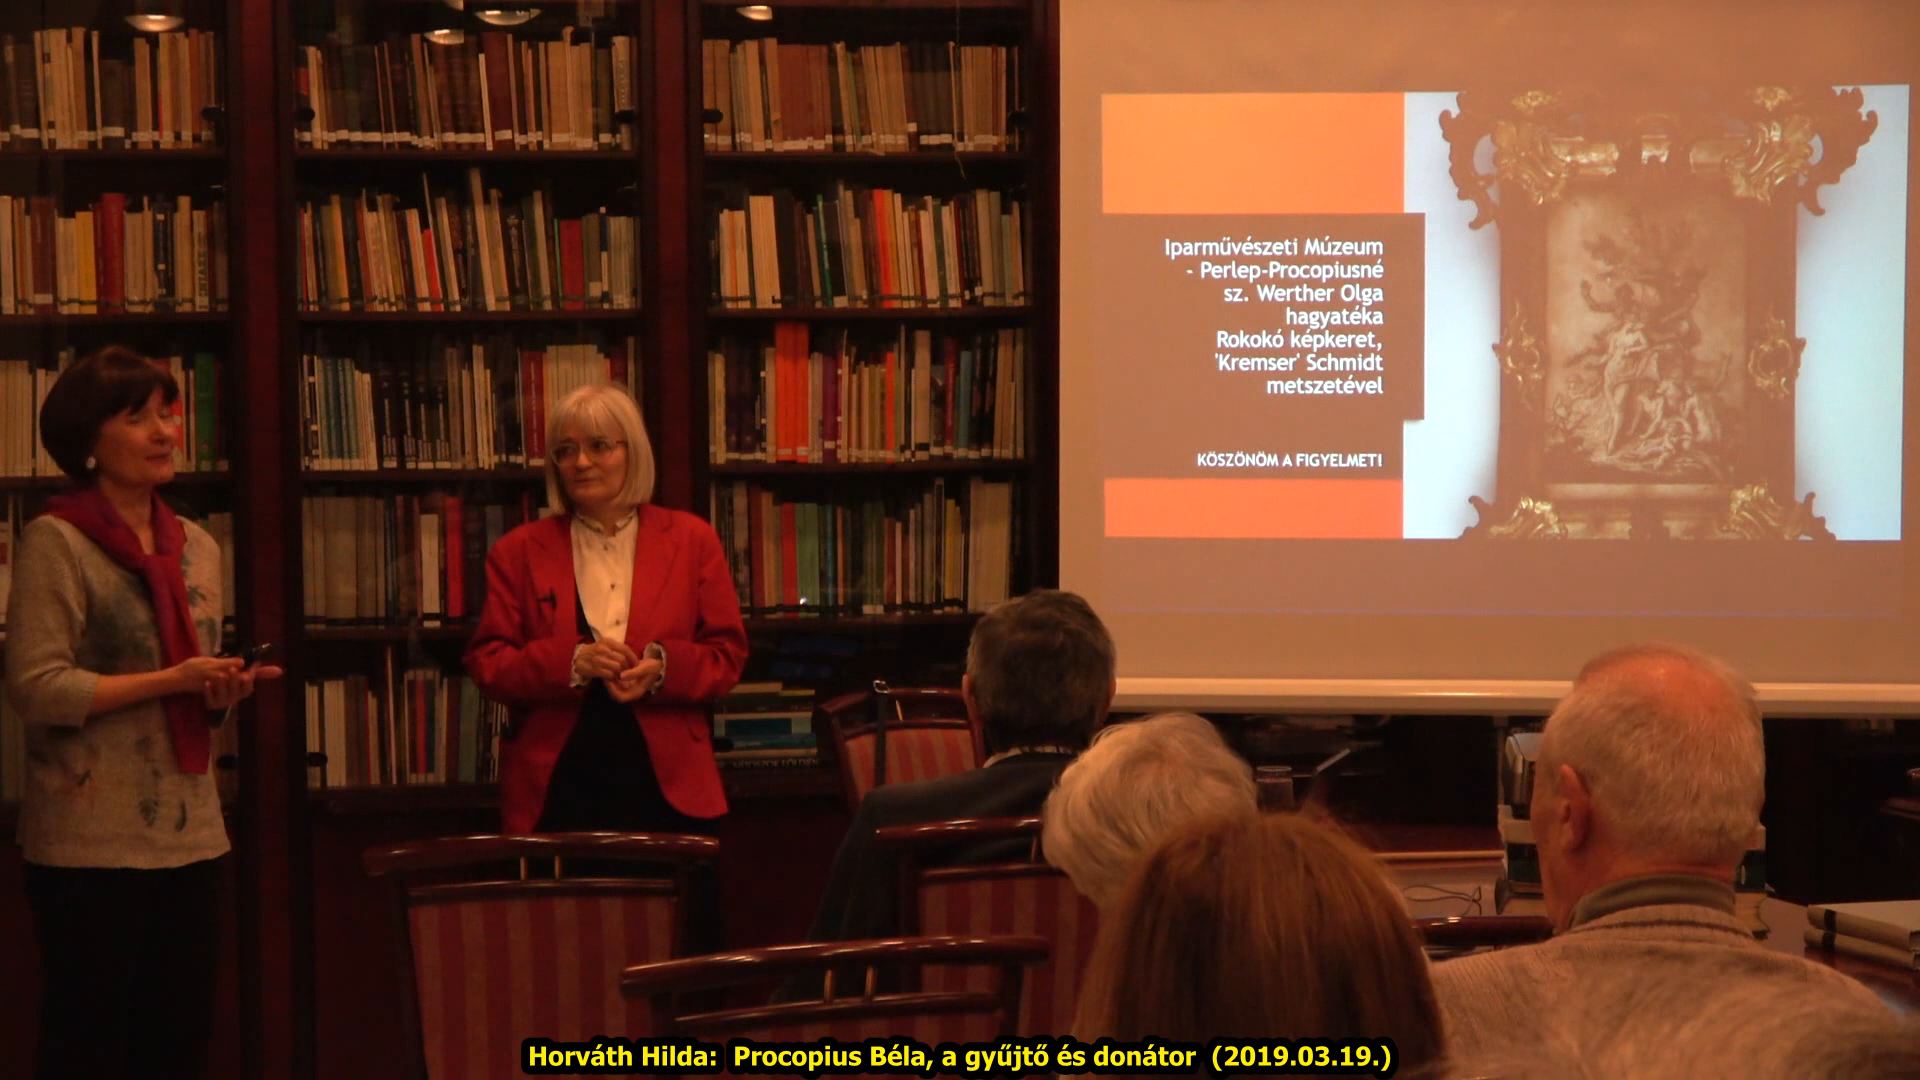 Iparművészeti Múzeum
- Perlep-Procopiusné
sz. Werther Olga
hagyatéka
Rokokó képkeret,
'Kremser' Schmidt
metszetével
KÖSZÖNÖM A FIGYELMET!
Horváth Hilda: Procopius Béla, a gyűjtő és donátor (2019.03.19.)